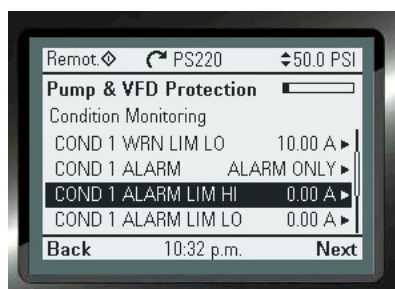 Remot. PS220 50.0 PSI
Pump & VFD Protection
Condition Monitoring
COND 1 WRN LIM LO 10.00 A
COND 1 ALARM ALARM ONLY
COND 1 ALARM LIM HI 0.00 A
COND 1 ALARM LIM LO 0.00 A
Back 10:32 p.m. Next